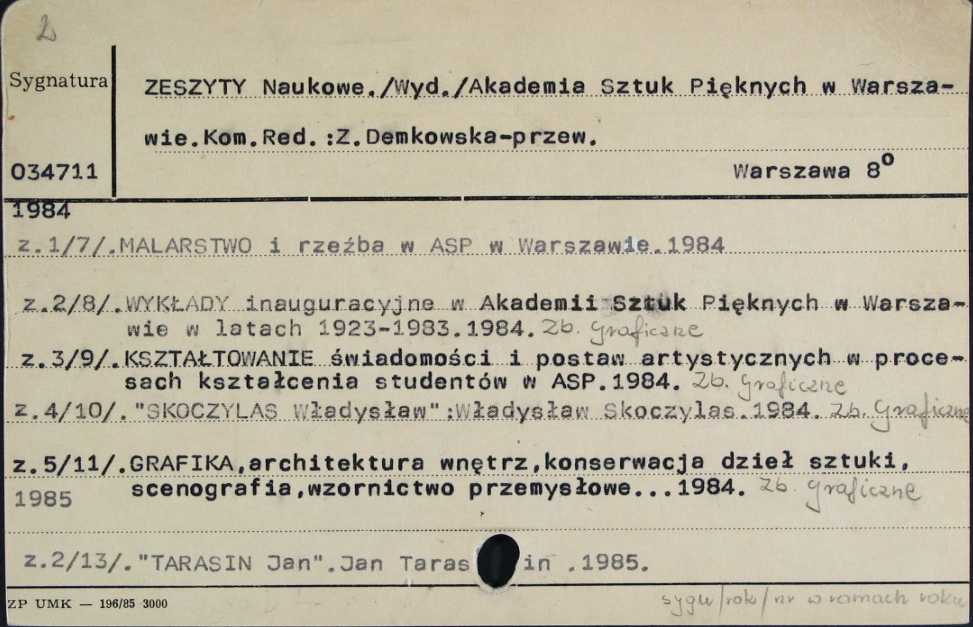 2
Sygnatura
ZESZYTY Naukowe./Wyd./Akademia Sztuk Pięknych w Warsza-
wie.Kom.Red.:Z.Demkowska-przew.
034711
Warszawa 8°
1984
z.1/7/.MALARSTWO i rzeźba w ASP w Warszawie.1984
z.2/8/.WYKŁADY inauguracyjne w Akademii Sztuk Pięknych w Warsza-
wie w latach 1923-1983.1984. Zb. Graficzne
z.3/9/.KSZTAŁTOWANIE świadomości i postaw artystycznych w proce-
sach kształcenia studentów w ASP.1984. Zb. Graficzne
z.4/10/."SKOCZYLAS Władysław":Władysław Skoczylas.1984. Zb. Graficzne
z.5/11/.GRAFIKA,architektura wnętrz,konserwacja dzieł sztuki,
scenografia,wzornictwo przemysłowe...1984. Zb. Graficzne
1985
z.2/13/."TARASIN Jan".Jan Taras in .1985.
ZP UMK — 196/85 3000
sygn/rok/nr w ramach roku